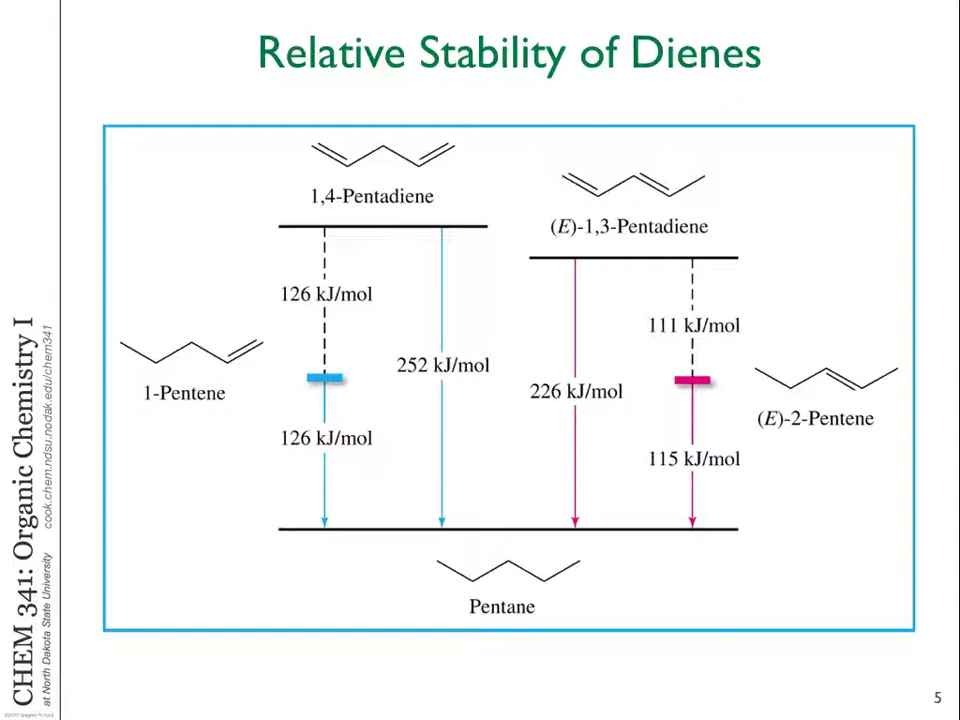 Relative Stability of Dienes
1,4-Pentadiene
(E)-1,3-Pentadiene
126 kJ/mol
111 kJ/mol
252 kJ/mol
226 kJ/mol
1-Pentene
(E)-2-Pentene
126 kJ/mol
115 kJ/mol
Pentane
CHEM 341: Organic Chemistry I
at North Dakota State University cook.chem.ndsu.nodak.edu/chem341
5